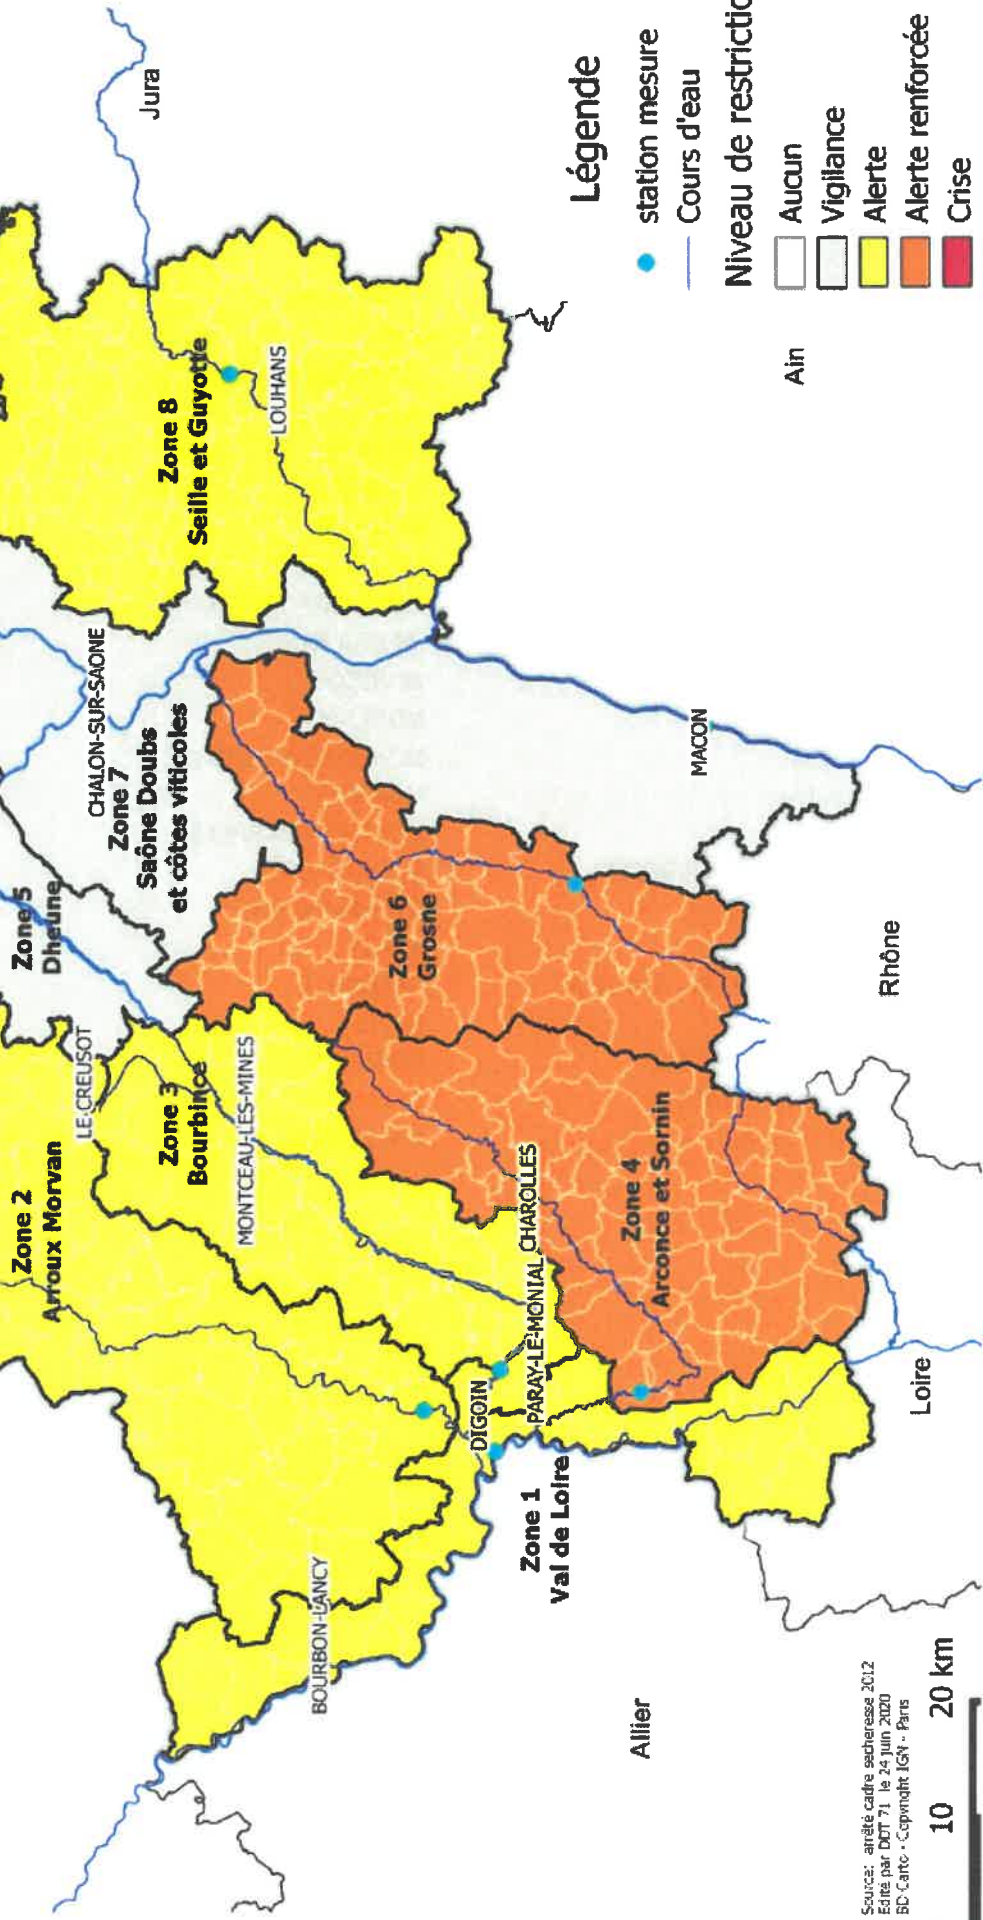 Zone 2
Arroux Morvan
Zone 5
Dheune
LE-CREUSOT
CHALON-SUR-SAONE
Zone 7
Saône Doubs
et côtes viticoles
Jura
Zone 3
Bourbince
MONTCEAU-LES-MINES
Zone 8
Seille et Guyotte
LOUHANS
BOURBON-LANCY
Zone 6
Grosne
DIGOIN
PARAY-LE-MONIAL
CHAROLLES
Zone 1
Val de Loire
Zone 4
Arconce et Sornin
MACON
Allier
Loire
Rhône
Ain
Légende
station mesure
Cours d'eau
Niveau de restrictio
Aucun
Vigilance
Alerte
Alerte renforcée
Crise
Source: arrêté cadre secheresse 2012
Edité par DDT 71 le 24 juin 2020
BD-Carto - Copyright IGN - Paris
10
20 km